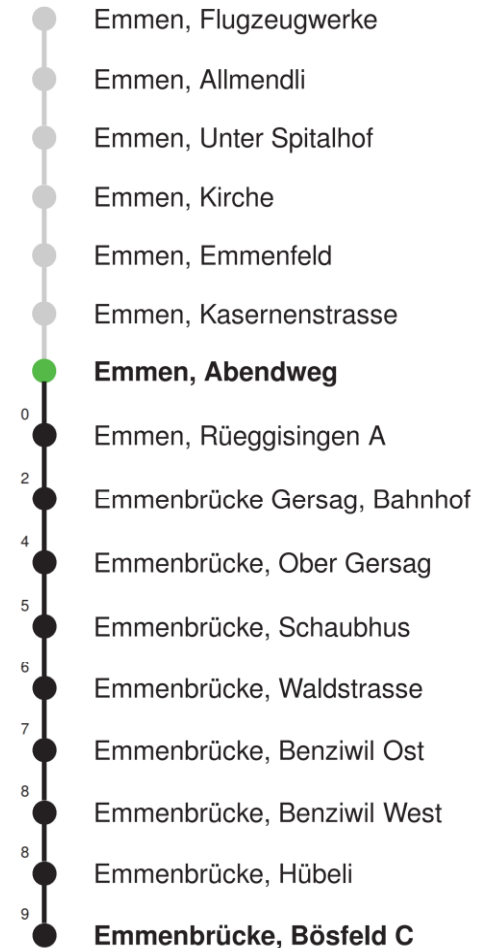 Emmen, Flugzeugwerke
Emmen, Allmendli
Emmen, Unter Spitalhof
Emmen, Kirche
Emmen, Emmenfeld
Emmen, Kasernenstrasse
Emmen, Abendweg
0 Emmen, Rüeggisingen A
2 Emmenbrücke Gersag, Bahnhof
4 Emmenbrücke, Ober Gersag
5 Emmenbrücke, Schaubhus
6 Emmenbrücke, Waldstrasse
7 Emmenbrücke, Benziwil Ost
8 Emmenbrücke, Benziwil West
8 Emmenbrücke, Hübeli
9 Emmenbrücke, Bösfeld C